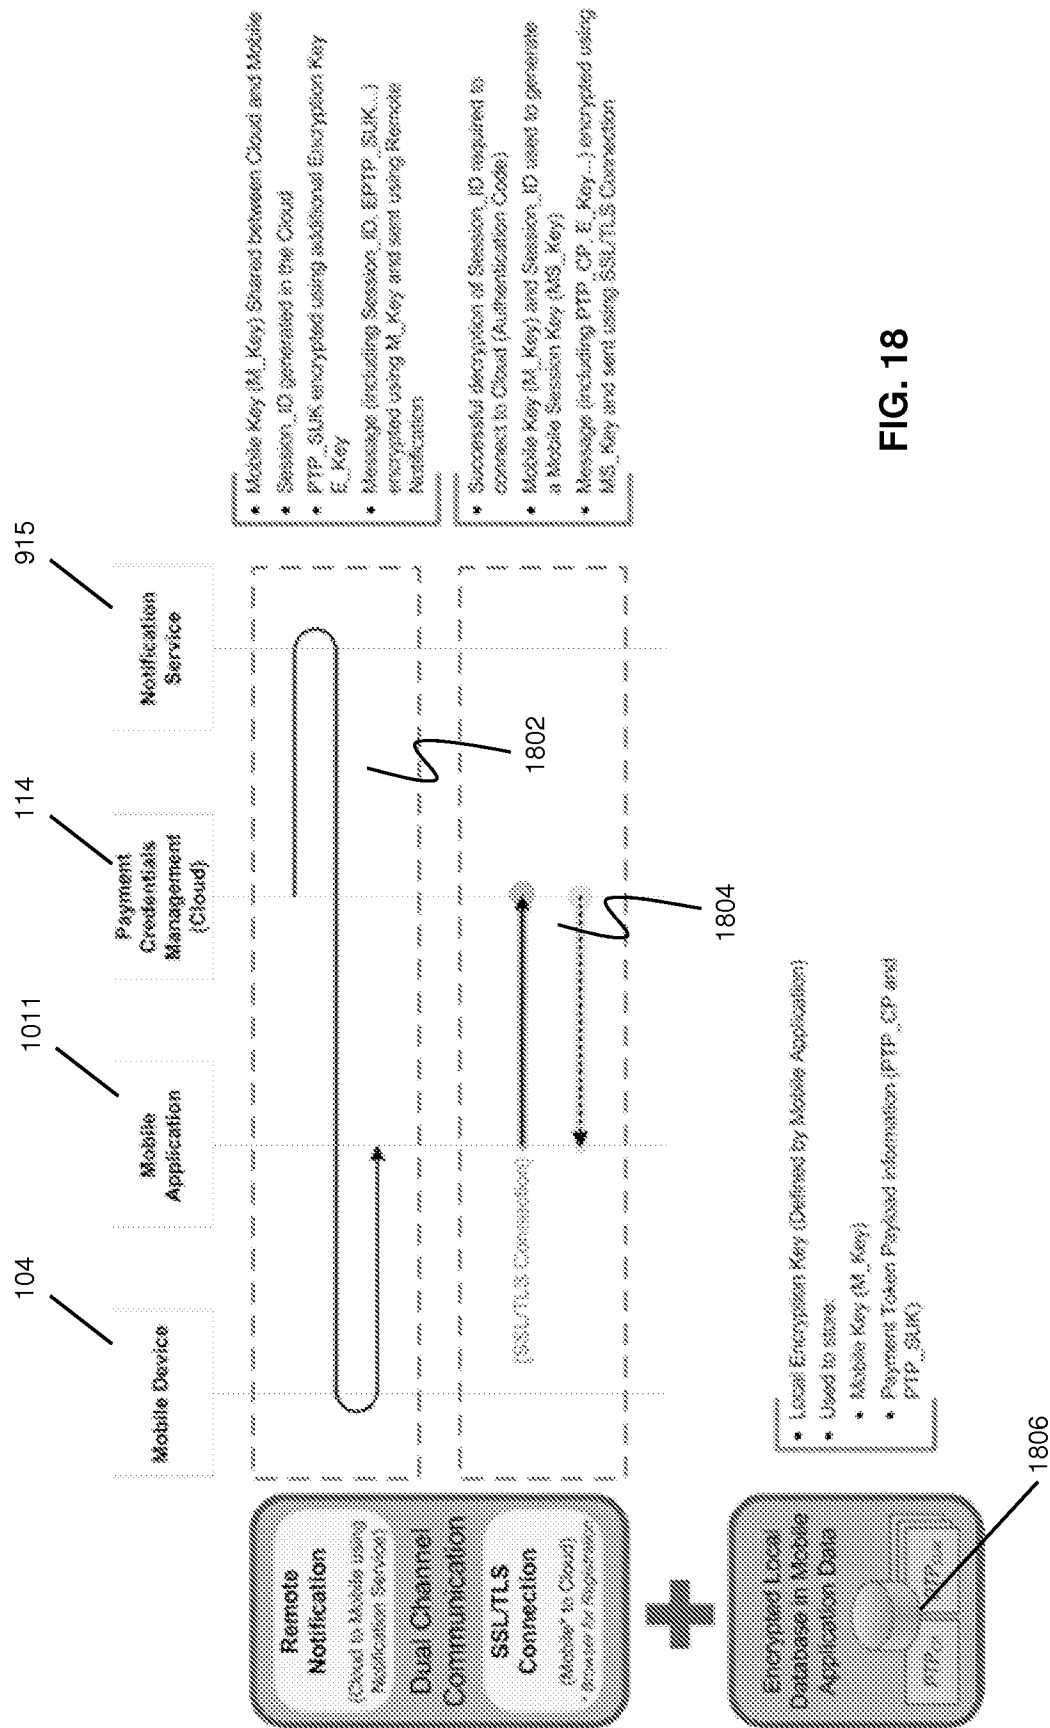 104
1011
114
915
Mobile Device
Mobile
Application
Payment
Credentials
Management
(Cloud)
Notification
Service
Remote
Notification
(Cloud to Mobile using
Notification Service)
Dual Channel
Communication
SSL/TLS
Connection
(Mobile* to Cloud)
* Browser for Registration
1802
(SSL/TLS Connection)
1804
• Mobile Key (M_Key) Shared between Cloud and Mobile
• Session_ID (generated in the Cloud
• PTP_SUK encrypted using additional Encryption Key
E_Key
• Message (including Session_ID, EPTP_SUK...)
encrypted using M_Key and sent using Remote
Notification
• Successful decryption of Session_ID required to
connect to Cloud (Authentication Code)
• Mobile Key (M_Key) and Session_ID used to generate
a Mobile Session Key (MS_Key)
• Message (including PTP_CP, E_Key...) encrypted using
MS_Key and sent using SSL/TLS Connection
Encrypted Local
Database in Mobile
Application Data
PTP
PTP
1806
• Local Encryption Key (Defined by Mobile Application)
• Used to store:
• Mobile Key (M_Key)
• Payment Token Payload information (PTP_CP and
PTP_SUK)
FIG. 18